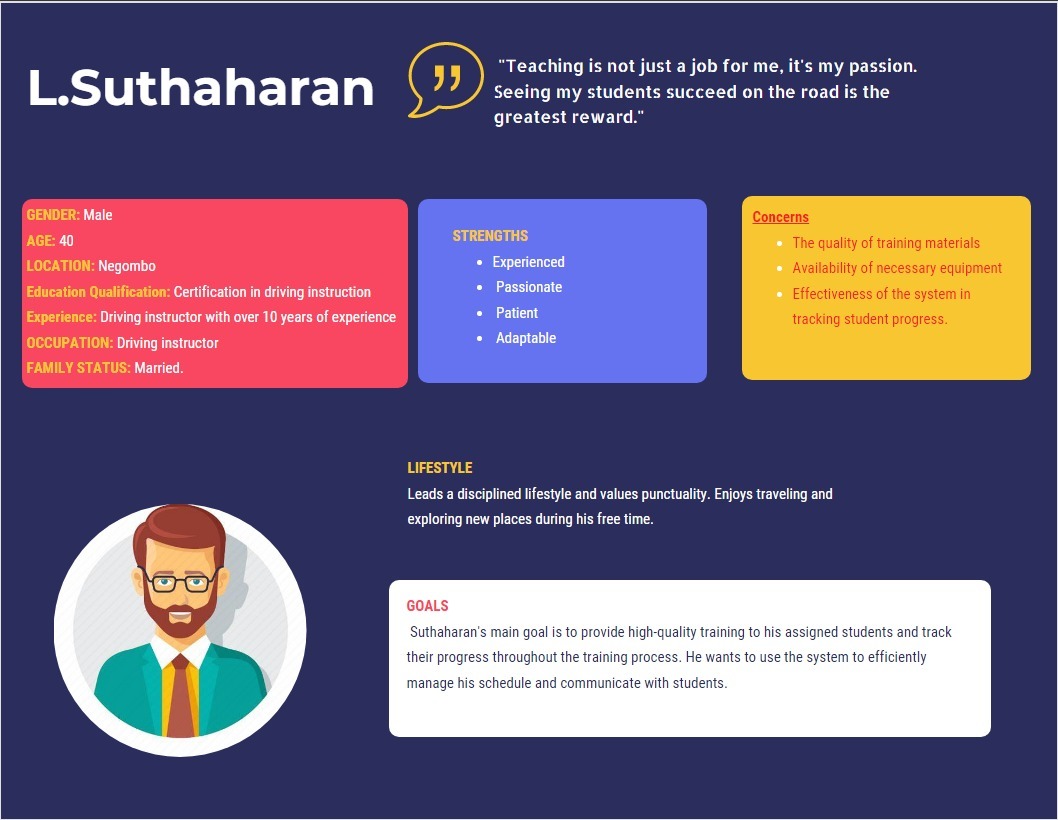 L.Suthaharan
"Teaching is not just a job for me, it's my passion.
Seeing my students succeed on the road is the
greatest reward."
GENDER: Male
AGE: 40
LOCATION: Negombo
Education Qualification: Certification in driving instruction
Experience: Driving instructor with over 10 years of experience
OCCUPATION: Driving instructor
FAMILY STATUS: Married.
STRENGTHS
Experienced
Passionate
Patient
Adaptable
Concerns
The quality of training materials
Availability of necessary equipment
Effectiveness of the system in
tracking student progress.
LIFESTYLE
Leads a disciplined lifestyle and values punctuality. Enjoys traveling and
exploring new places during his free time.
GOALS
Suthaharan's main goal is to provide high-quality training to his assigned students and track
their progress throughout the training process. He wants to use the system to efficiently
manage his schedule and communicate with students.